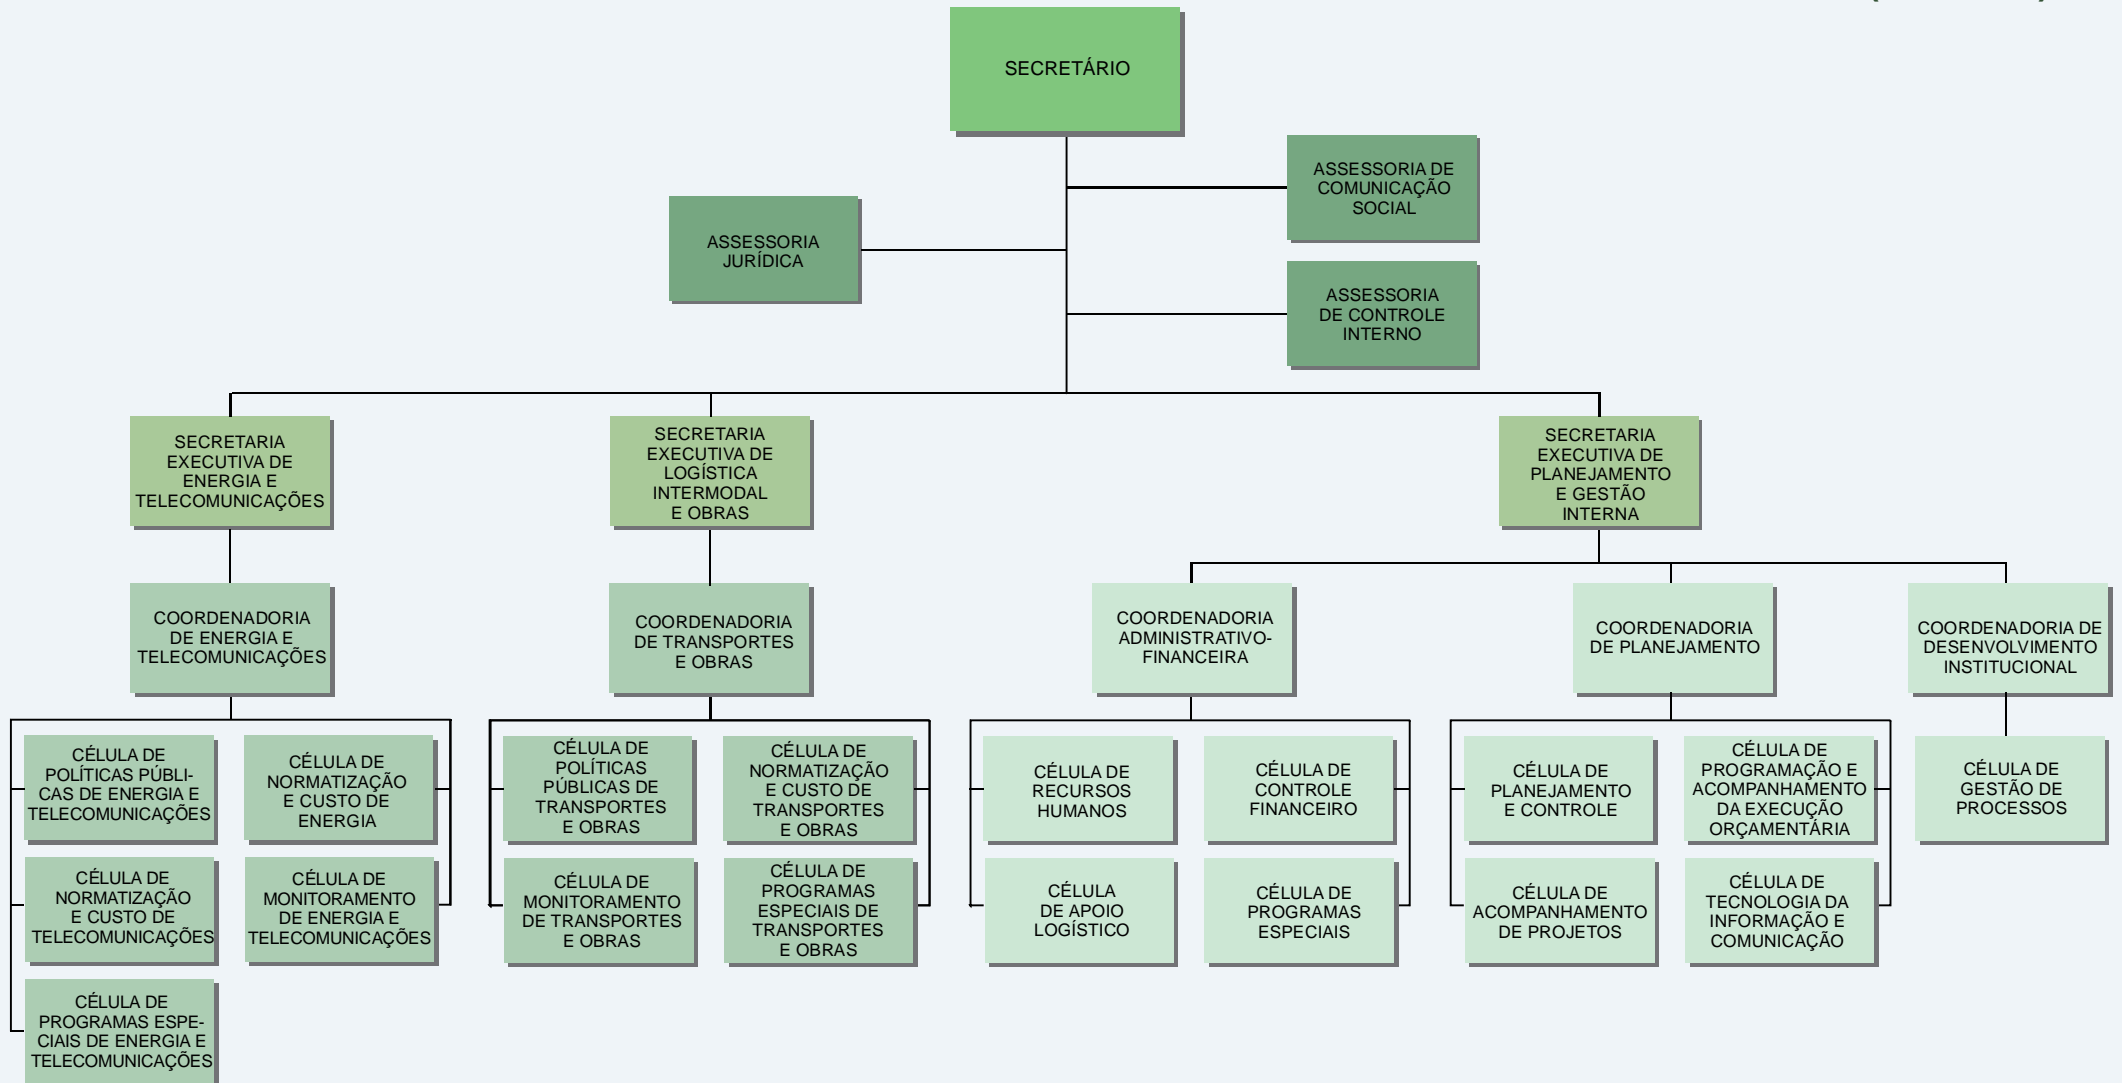 SECRETÁRIO
ASSESSORIA DE
COMUNICAÇÃO
SOCIAL
ASSESSORIA
JURÍDICA
ASSESSORIA
DE CONTROLE
INTERNO
SECRETARIA
EXECUTIVA DE
ENERGIA E
TELECOMUNICAÇÕES
SECRETARIA
EXECUTIVA DE
LOGÍSTICA
INTERMODAL
E OBRAS
SECRETARIA
EXECUTIVA DE
PLANEJAMENTO
E GESTÃO
INTERNA
COORDENADORIA
DE ENERGIA E
TELECOMUNICAÇÕES
COORDENADORIA
DE TRANSPORTES
E OBRAS
COORDENADORIA
ADMINISTRATIVO-
FINANCEIRA
COORDENADORIA
DE PLANEJAMENTO
COORDENADORIA DE
DESENVOLVIMENTO
INSTITUCIONAL
CÉLULA DE
POLÍTICAS PÚBLI-
CAS DE ENERGIA E
TELECOMUNICAÇÕES
CÉLULA DE
NORMATIZAÇÃO
E CUSTO DE
ENERGIA
CÉLULA DE
POLÍTICAS
PÚBLICAS DE
TRANSPORTES
E OBRAS
CÉLULA DE
NORMATIZAÇÃO
E CUSTO DE
TRANSPORTES
E OBRAS
CÉLULA DE
RECURSOS
HUMANOS
CÉLULA DE
CONTROLE
FINANCEIRO
CÉLULA DE
PLANEJAMENTO
E CONTROLE
CÉLULA DE
PROGRAMAÇÃO E
ACOMPANHAMENTO
DA EXECUÇÃO
ORÇAMENTÁRIA
CÉLULA DE
GESTÃO DE
PROCESSOS
CÉLULA DE
NORMATIZAÇÃO
E CUSTO DE
TELECOMUNICAÇÕES
CÉLULA DE
MONITORAMENTO
DE ENERGIA E
TELECOMUNICAÇÕES
CÉLULA DE
MONITORAMENTO
DE TRANSPORTES
E OBRAS
CÉLULA DE
PROGRAMAS
ESPECIAIS DE
TRANSPORTES
E OBRAS
CÉLULA
DE APOIO
LOGÍSTICO
CÉLULA DE
PROGRAMAS
ESPECIAIS
CÉLULA DE
ACOMPANHAMENTO
DE PROJETOS
CÉLULA DE
TECNOLOGIA DA
INFORMAÇÃO E
COMUNICAÇÃO
CÉLULA DE
PROGRAMAS ESPE-
CIAIS DE ENERGIA E
TELECOMUNICAÇÕES